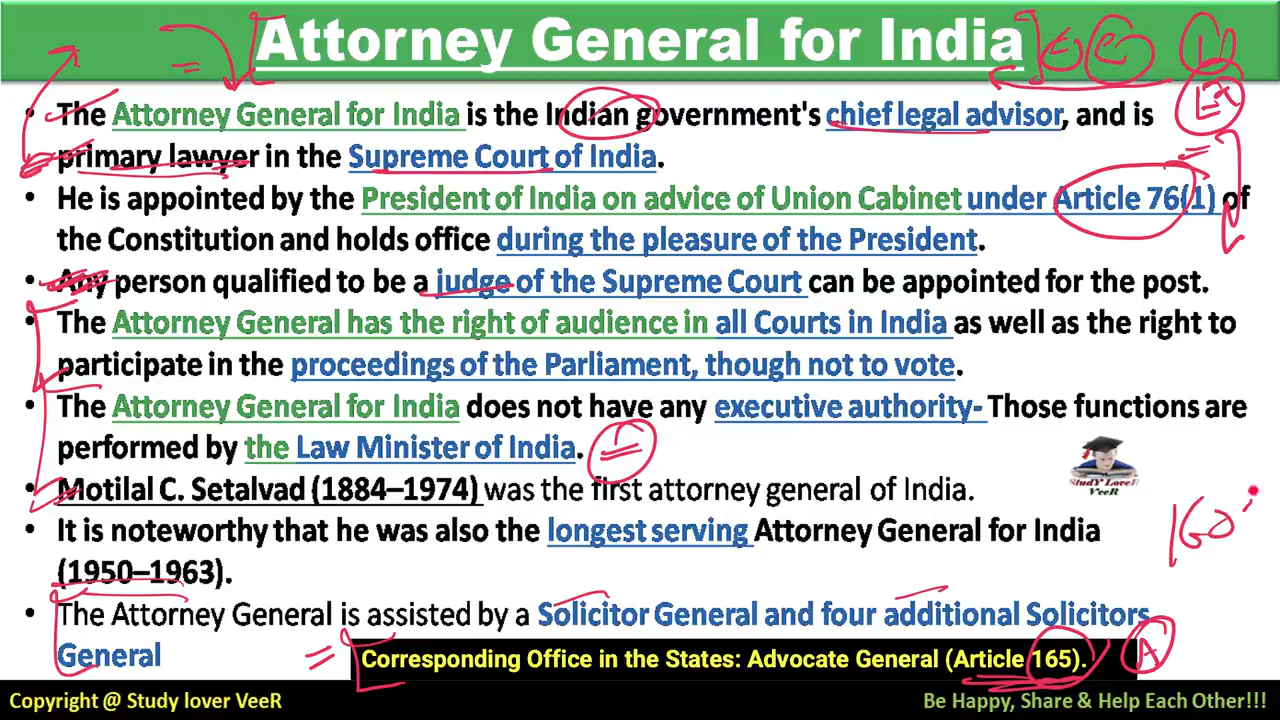 Attorney General for India
• The Attorney General for India is the Indian government's chief legal advisor, and is
primary lawyer in the Supreme Court of India.
• He is appointed by the President of India on advice of Union Cabinet under Article 76(1) of
the Constitution and holds office during the pleasure of the President.
• Any person qualified to be a judge of the Supreme Court can be appointed for the post.
• The Attorney General has the right of audience in all Courts in India as well as the right to
participate in the proceedings of the Parliament, though not to vote.
• The Attorney General for India does not have any executive authority- Those functions are
performed by the Law Minister of India.
StudY LoveR
VeeR
• Motilal C. Setalvad (1884–1974) was the first attorney general of India.
• It is noteworthy that he was also the longest serving Attorney General for India
(1950–1963).
• The Attorney General is assisted by a Solicitor General and four additional Solicitors
General
Corresponding Office in the States: Advocate General (Article 165).
A
Copyright @ Study lover VeeR
Be Happy, Share & Help Each Other!!!